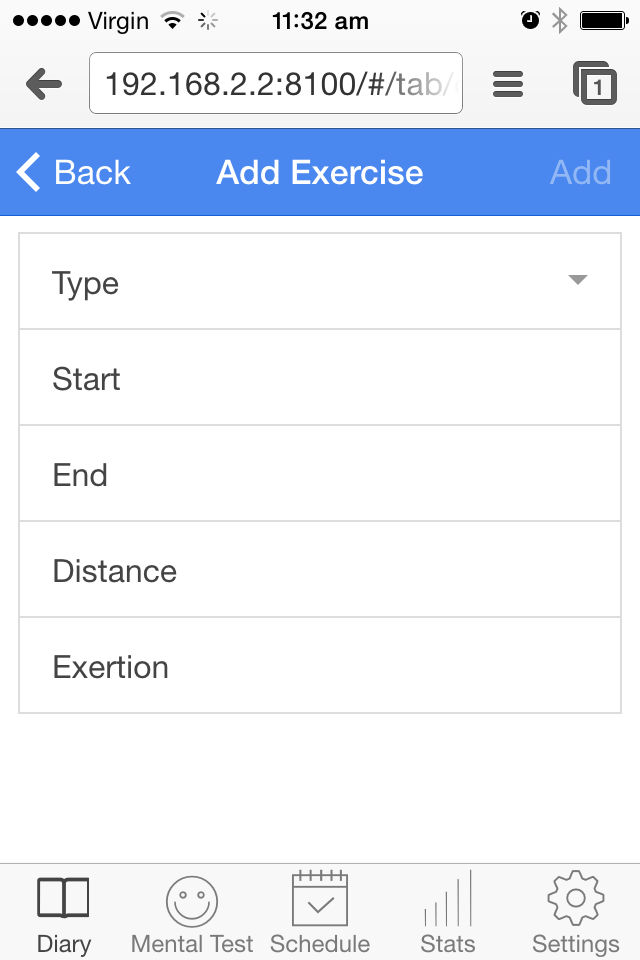 Virgin 11:32 am
192.168.2.2:8100/#/tab/ 1
Back Add Exercise Add
Type
Start
End
Distance
Exertion
Diary Mental Test Schedule Stats Settings